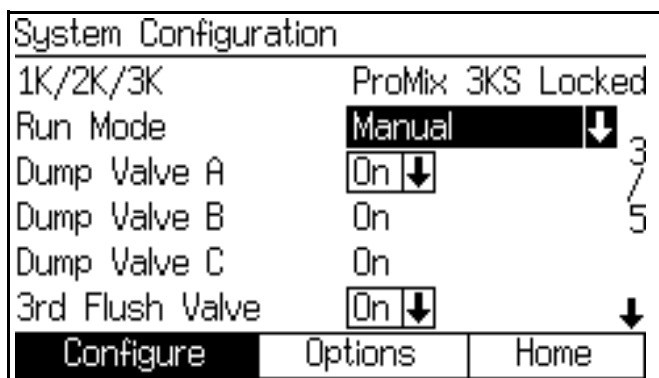 System Configuration
1K/2K/3K ProMix 3KS Locked
Run Mode Manual
Dump Valve A On
Dump Valve B On
Dump Valve C On
3rd Flush Valve On
3
/
5
Configure Options Home